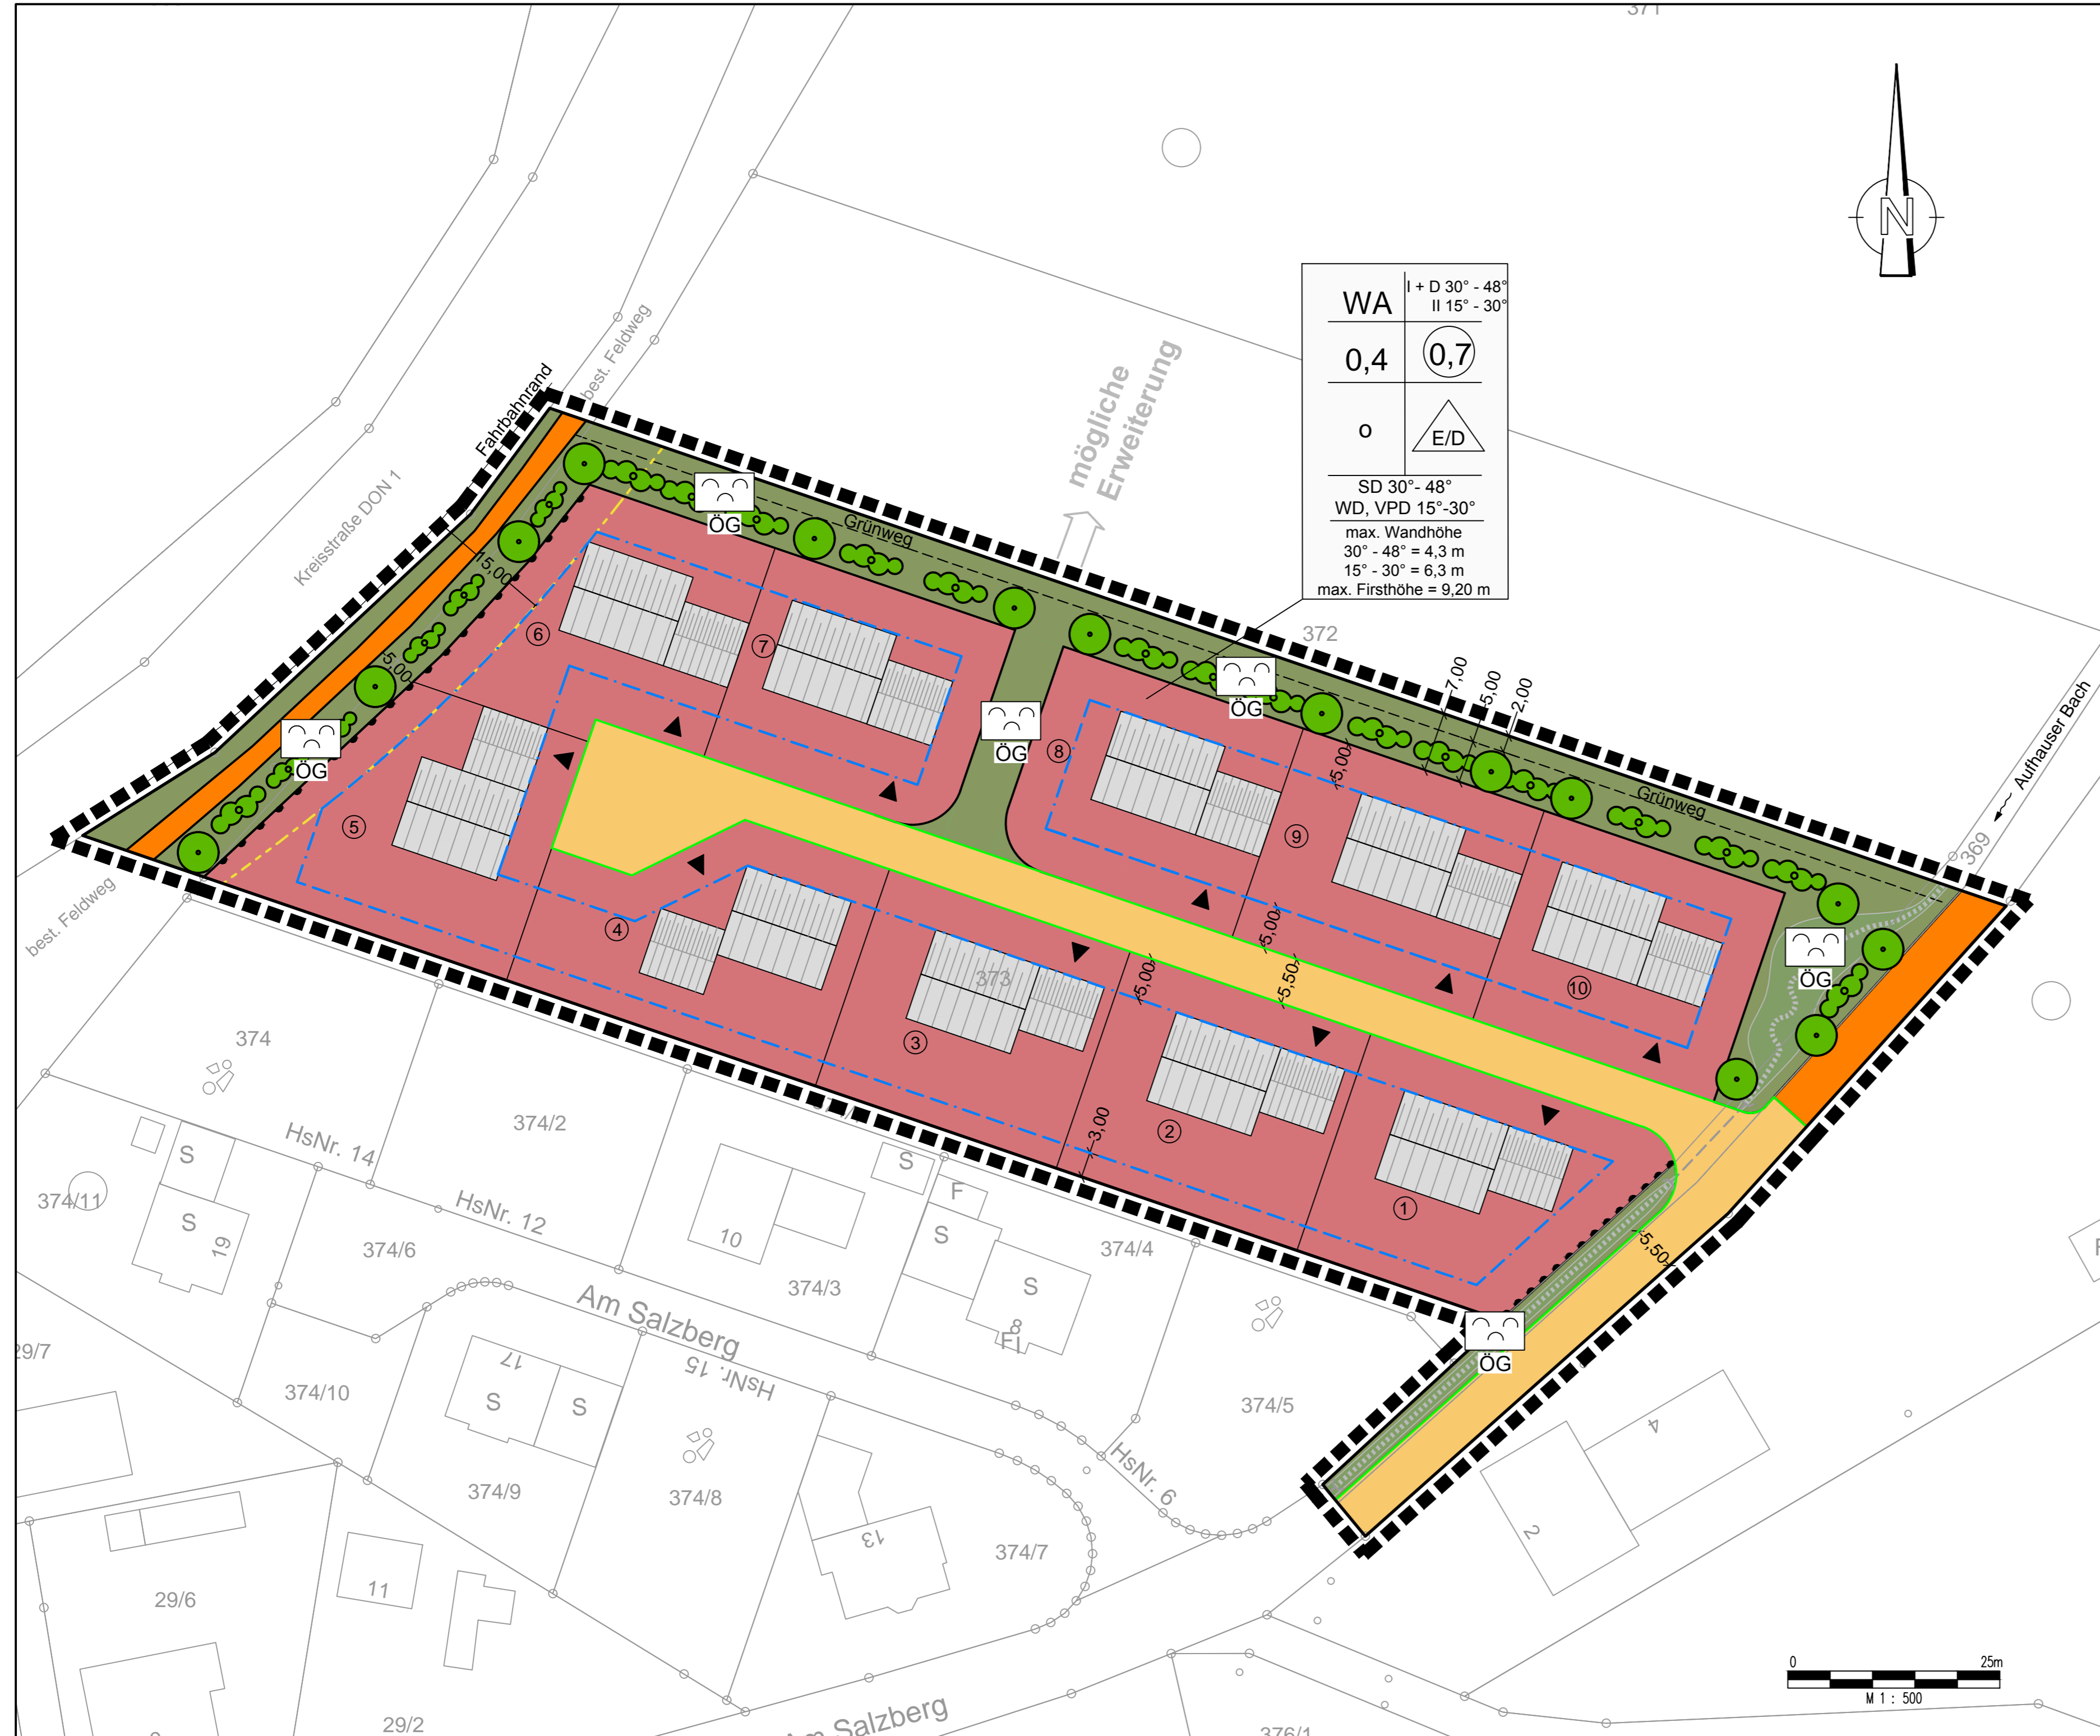 371
N
WA
I + D 30° - 48°
II 15° - 30°
0,4
0,7
o
E/D
SD 30°- 48°
WD, VPD 15°-30°
max. Wandhöhe
30° - 48° = 4,3 m
15° - 30° = 6,3 m
max. Firsthöhe = 9,20 m
mögliche
Erweiterung
best. Feldweg
Fahrbahnrand
Kreisstraße DON 1
15,00
5,00
ÖG
Grünweg
372
ÖG
ÖG
ÖG
7,00
5,00
2,00
Grünweg
Aufhauser Bach
369
ÖG
6
7
8
5,00
9
5
4
373
3
5,00
5,00
5,50
10
2
3,00
1
5,50
ÖG
best. Feldweg
374
374/2
HsNr. 14
HsNr. 12
374/11
S
S
19
374/6
10
S
F
S
374/4
374/3
S
8
FL
Am Salzberg
HsNr. 15
29/7
374/10
17
S
S
374/5
HsNr. 6
374/9
374/8
13
374/7
4
2
29/6
11
29/2
Am Salzberg
376/1
0
25m
M 1 : 500
ÖG